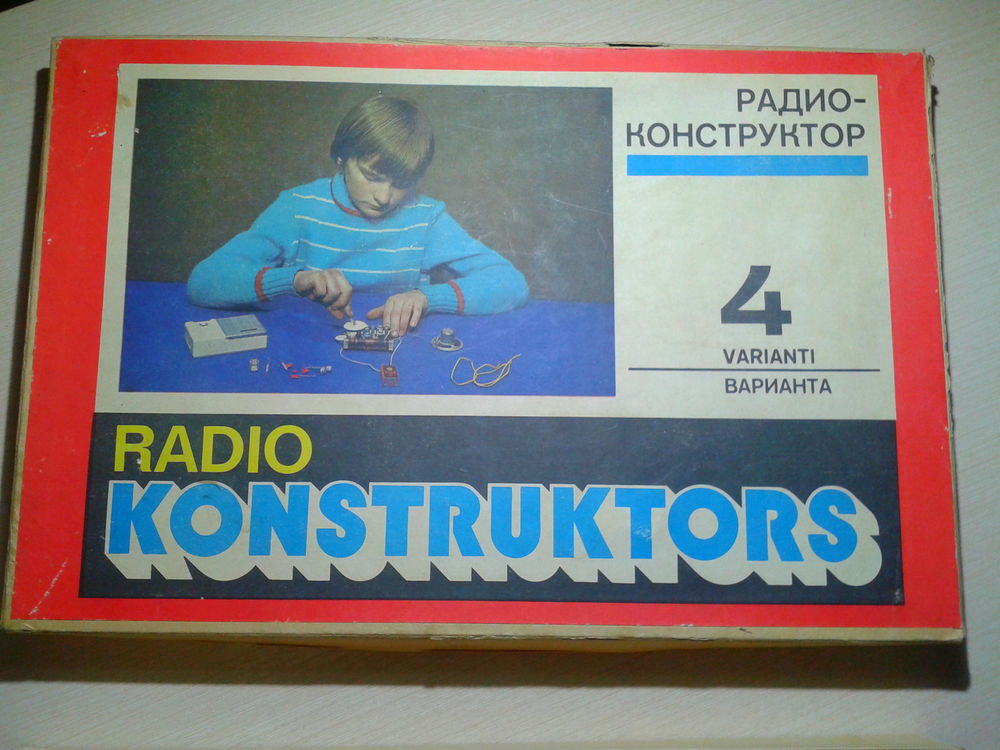 РАДИО-
КОНСТРУКТОР
4
VARIANTI
ВАРИАНТА
RADIO
KONSTRUKTORS